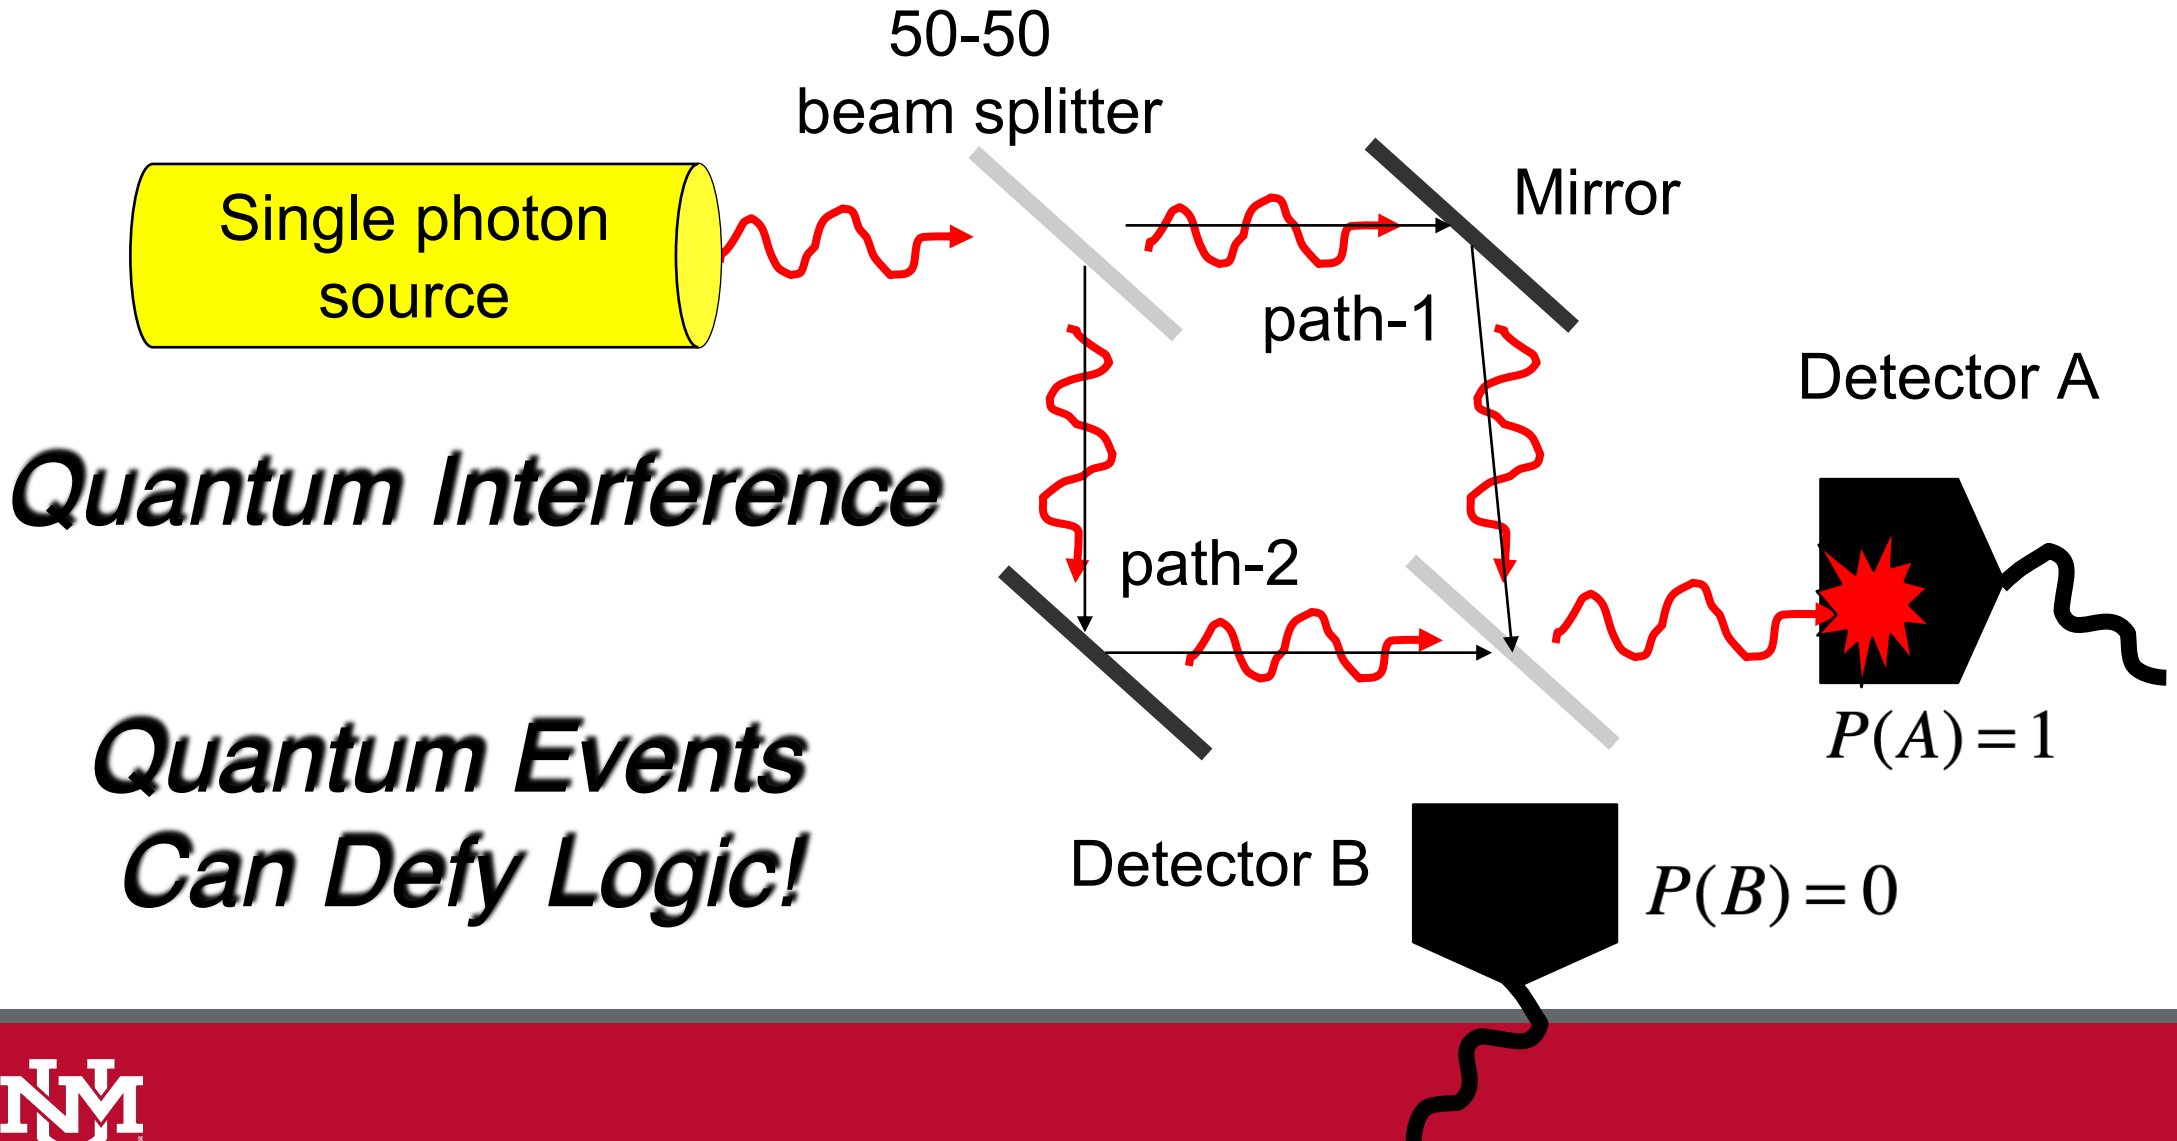 50-50
beam splitter
Single photon
source
Mirror
path-1
Detector A
Quantum Interference
path-2
P(A) = 1
Quantum Events
Can Defy Logic!
Detector B
P(B) = 0
UNM
®